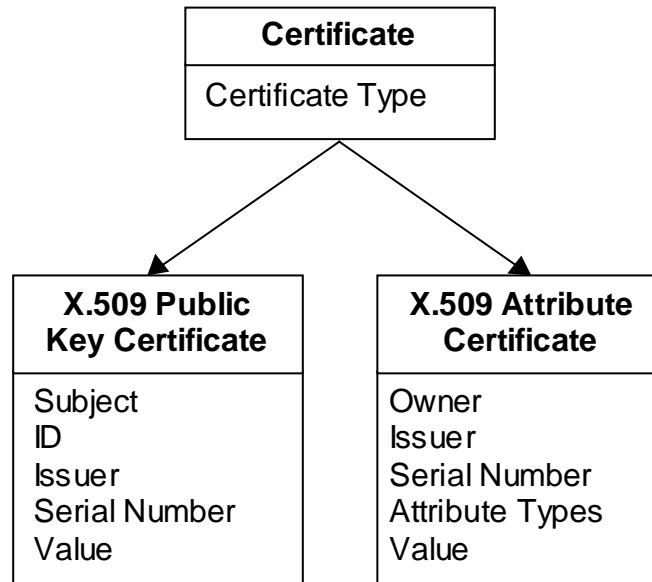 Certificate
Certificate Type
X.509 Public
Key Certificate
Subject
ID
Issuer
Serial Number
Value
X.509 Attribute
Certificate
Owner
Issuer
Serial Number
Attribute Types
Value